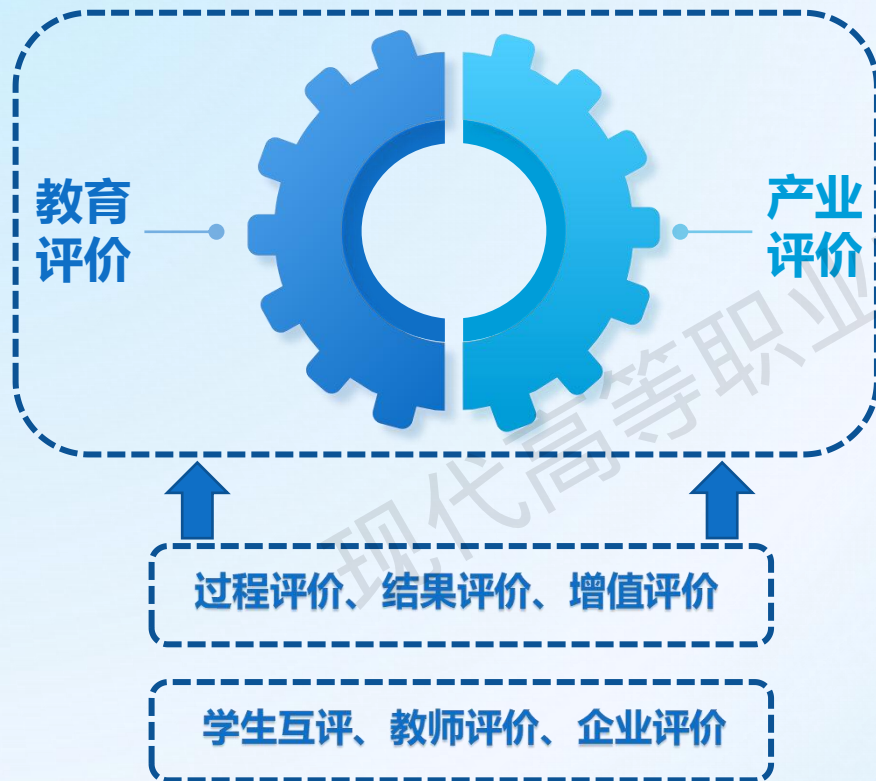 教育
评价
产业
评价
现代高等职业
过程评价、结果评价、增值评价
学生互评、教师评价、企业评价